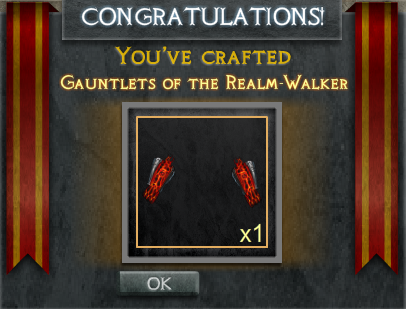 CONGRATULATIONS!
YOU'VE CRAFTED
GAUNTLETS OF THE REALM-WALKER
x1
OK